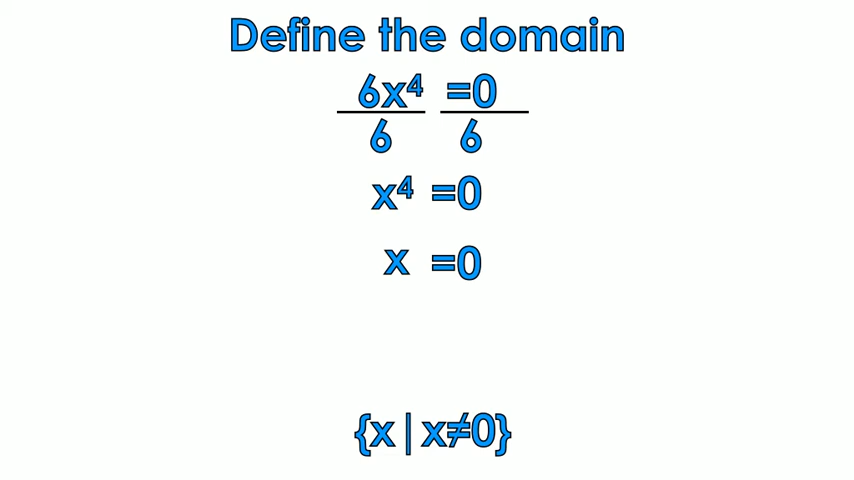 Define the domain
6x⁴ =0
6 6
x⁴ =0
x =0
{x|x≠0}